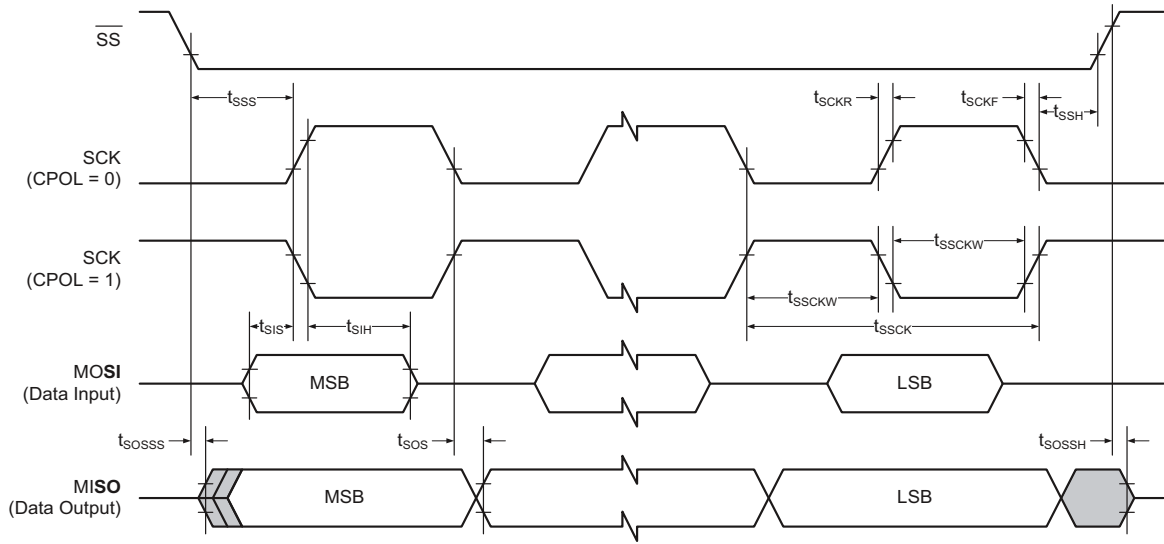 SS
tSSS
tSCKR
tSCKF
tSSH
SCK
(CPOL = 0)
SCK
(CPOL = 1)
tSSCKW
tSSCKW
tSIS
tSIH
tSSCK
MOSI
(Data Input)
MSB
LSB
tSOSSS
tSOS
tSOSSH
MISO
(Data Output)
MSB
LSB